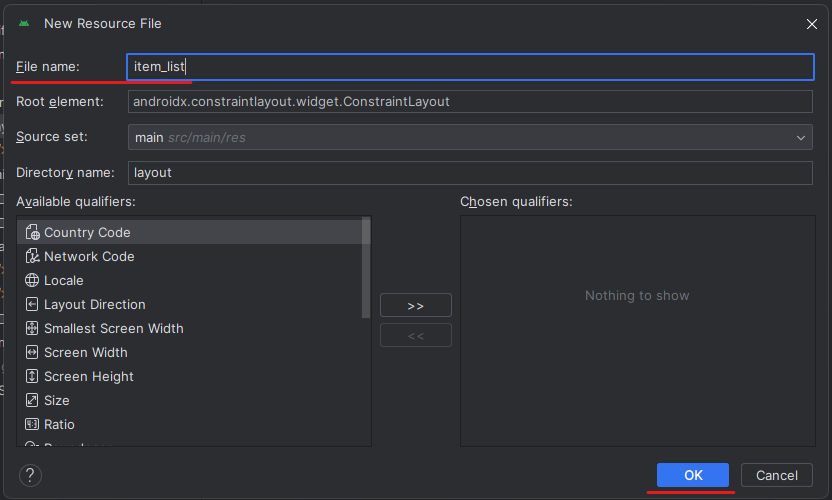 New Resource File
File name: item_list
Root element: androidx.constraintlayout.widget.ConstraintLayout
Source set: main src/main/res
Directory name: layout
Available qualifiers:
Chosen qualifiers:
Country Code
Network Code
Locale
Layout Direction
Smallest Screen Width
Screen Width
Screen Height
Size
Ratio
>>
<<
Nothing to show
?
OK
Cancel